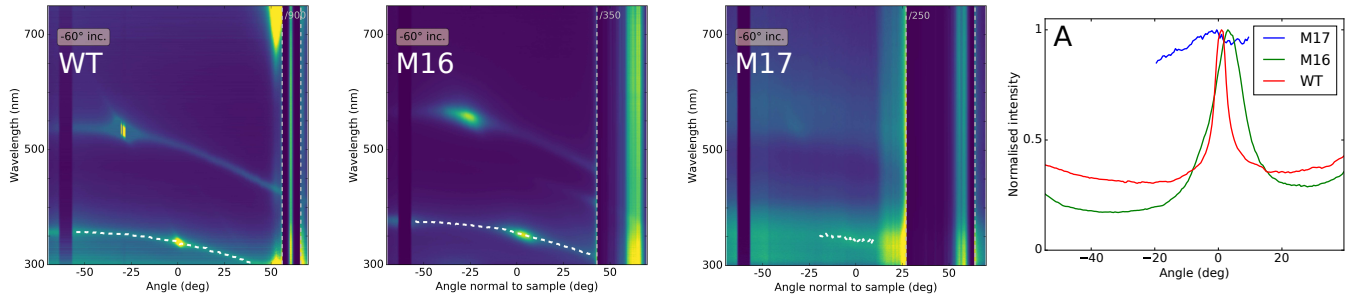 /900
-60° inc.
WT
700
500
300
Wavelength (nm)
-50 -25 0 25 50
Angle (deg)
/350
-60° inc.
M16
700
500
300
Wavelength (nm)
-50 -25 0 25 50
Angle normal to sample (deg)
/250
-60° inc.
M17
700
500
300
Wavelength (nm)
-50 -25 0 25 50
Angle normal to sample (deg)
A
M17
M16
WT
1
0.5
0
Normalised intensity
−40 −20 0 20
Angle (deg)